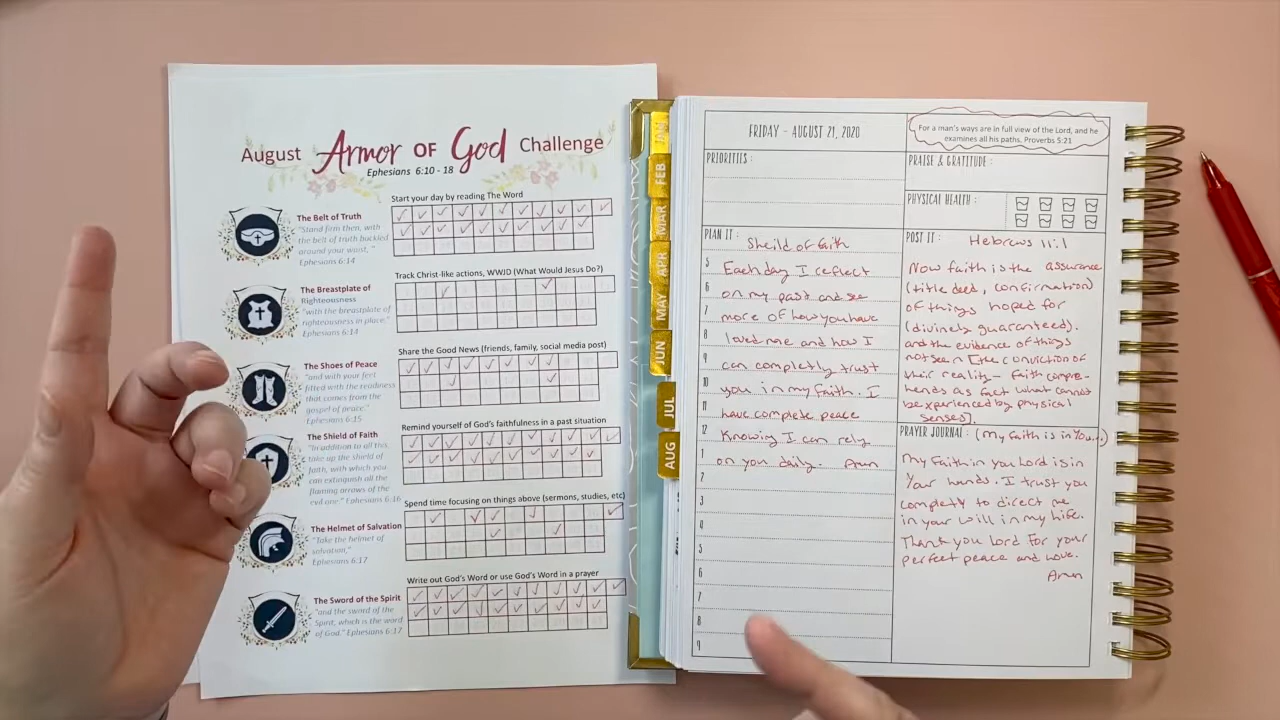 August Armor OF God Challenge
Ephesians 6:10 - 18
Start your day by reading The Word
The Belt of Truth
"Stand firm then, with
the belt of truth buckled
around your waist,"
Ephesians 6:14
Track Christ-like actions, WWJD (What Would Jesus Do?)
The Breastplate of
Righteousness
"with the breastplate of
righteousness in place."
Ephesians 6:14
Share the Good News (friends, family, social media post)
The Shoes of Peace
"and with your feet
fitted with the readiness
that comes from the
gospel of peace."
Ephesians 6:15
Remind yourself of God's faithfulness in a past situation
The Shield of Faith
"In addition to all this,
take up the shield of
faith, with which you
can extinguish all the
flaming arrows of the
evil one." Ephesians 6:16
Spend time focusing on things above (sermons, studies, etc)
The Helmet of Salvation
"Take the helmet of
salvation,"
Ephesians 6:17
Write out God's Word or use God's Word in a prayer
The Sword of the Spirit
"and the sword of the
Spirit, which is the word
of God." Ephesians 6:17
JAN
FEB
MAR
APR
MAY
JUN
JUL
AUG
FRIDAY - AUGUST 21, 2020
For a man's ways are in full view of the Lord, and he
examines all his paths. Proverbs 5:21
PRIORITIES :
PRAISE & GRATITUDE :
PHYSICAL HEALTH :
PLAN IT : Sheild of Faith
5 Each day I reflect
6 on my past and see
7 more of how you have
8 loved me and how I
9 can completly trust
10 you in my faith. I
11 have complete peace
12 Knowing I can rely
1 on you daily. Amen
2
3
4
5
6
7
8
9
POST IT : Hebrews 11:1
Now faith is the assurance
(title deed, confirmation)
of things hoped for
(divinely guaranteed).
and the evidence of things
not seen [the conviction of
their reality - faith compre-
hends as fact what cannot
be experienced by physical
senses].
PRAYER JOURNAL : (My faith is in You.)
My faith in you Lord is in
Your hands. I trust you
complety to direct me
in your will in my life.
Thank you Lord for your
perfect peace and love.
Amen